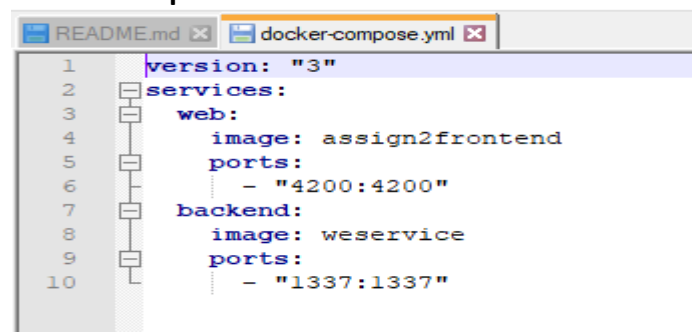 README.md docker-compose.yml
1 version: "3"
2 services:
3   web:
4     image: assign2frontend
5     ports:
6       - "4200:4200"
7   backend:
8     image: weservice
9     ports:
10       - "1337:1337"